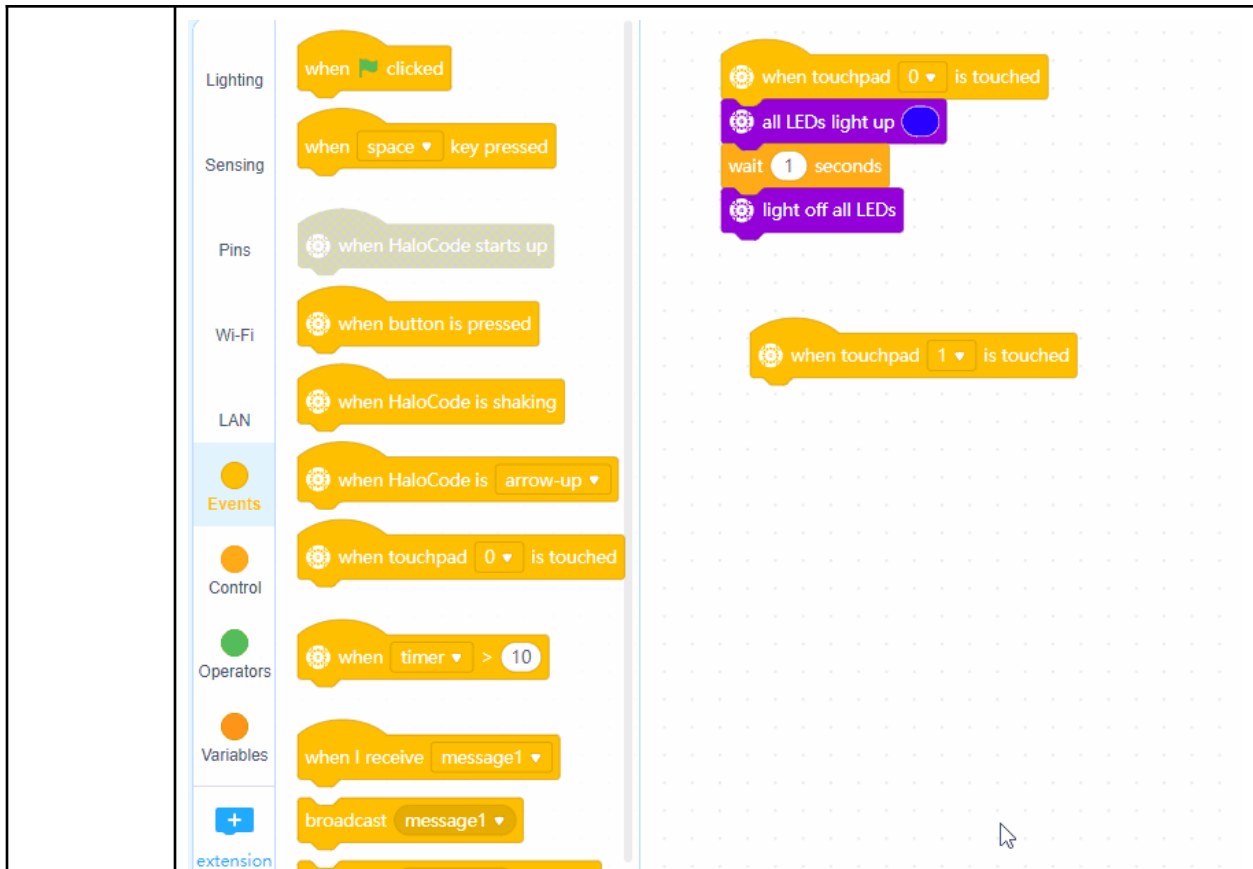 Lighting
Sensing
Pins
Wi-Fi
LAN
Events
Control
Operators
Variables
extension
when clicked
when space key pressed
when HaloCode starts up
when button is pressed
when HaloCode is shaking
when HaloCode is arrow-up
when touchpad 0 is touched
when timer > 10
when I receive message1
broadcast message1
when touchpad 0 is touched
all LEDs light up
wait 1 seconds
light off all LEDs
when touchpad 1 is touched